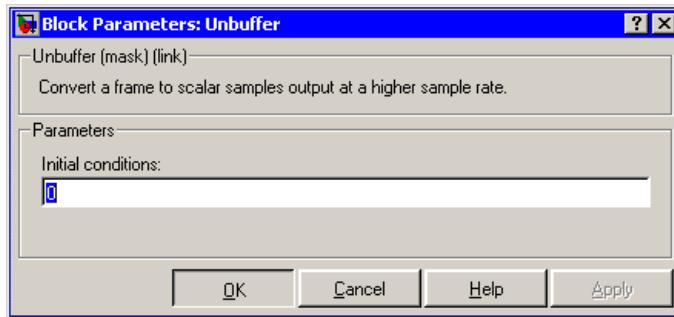 Block Parameters: Unbuffer
Unbuffer (mask) (link)
Convert a frame to scalar samples output at a higher sample rate.
Parameters
Initial conditions:
0
OK Cancel Help Apply